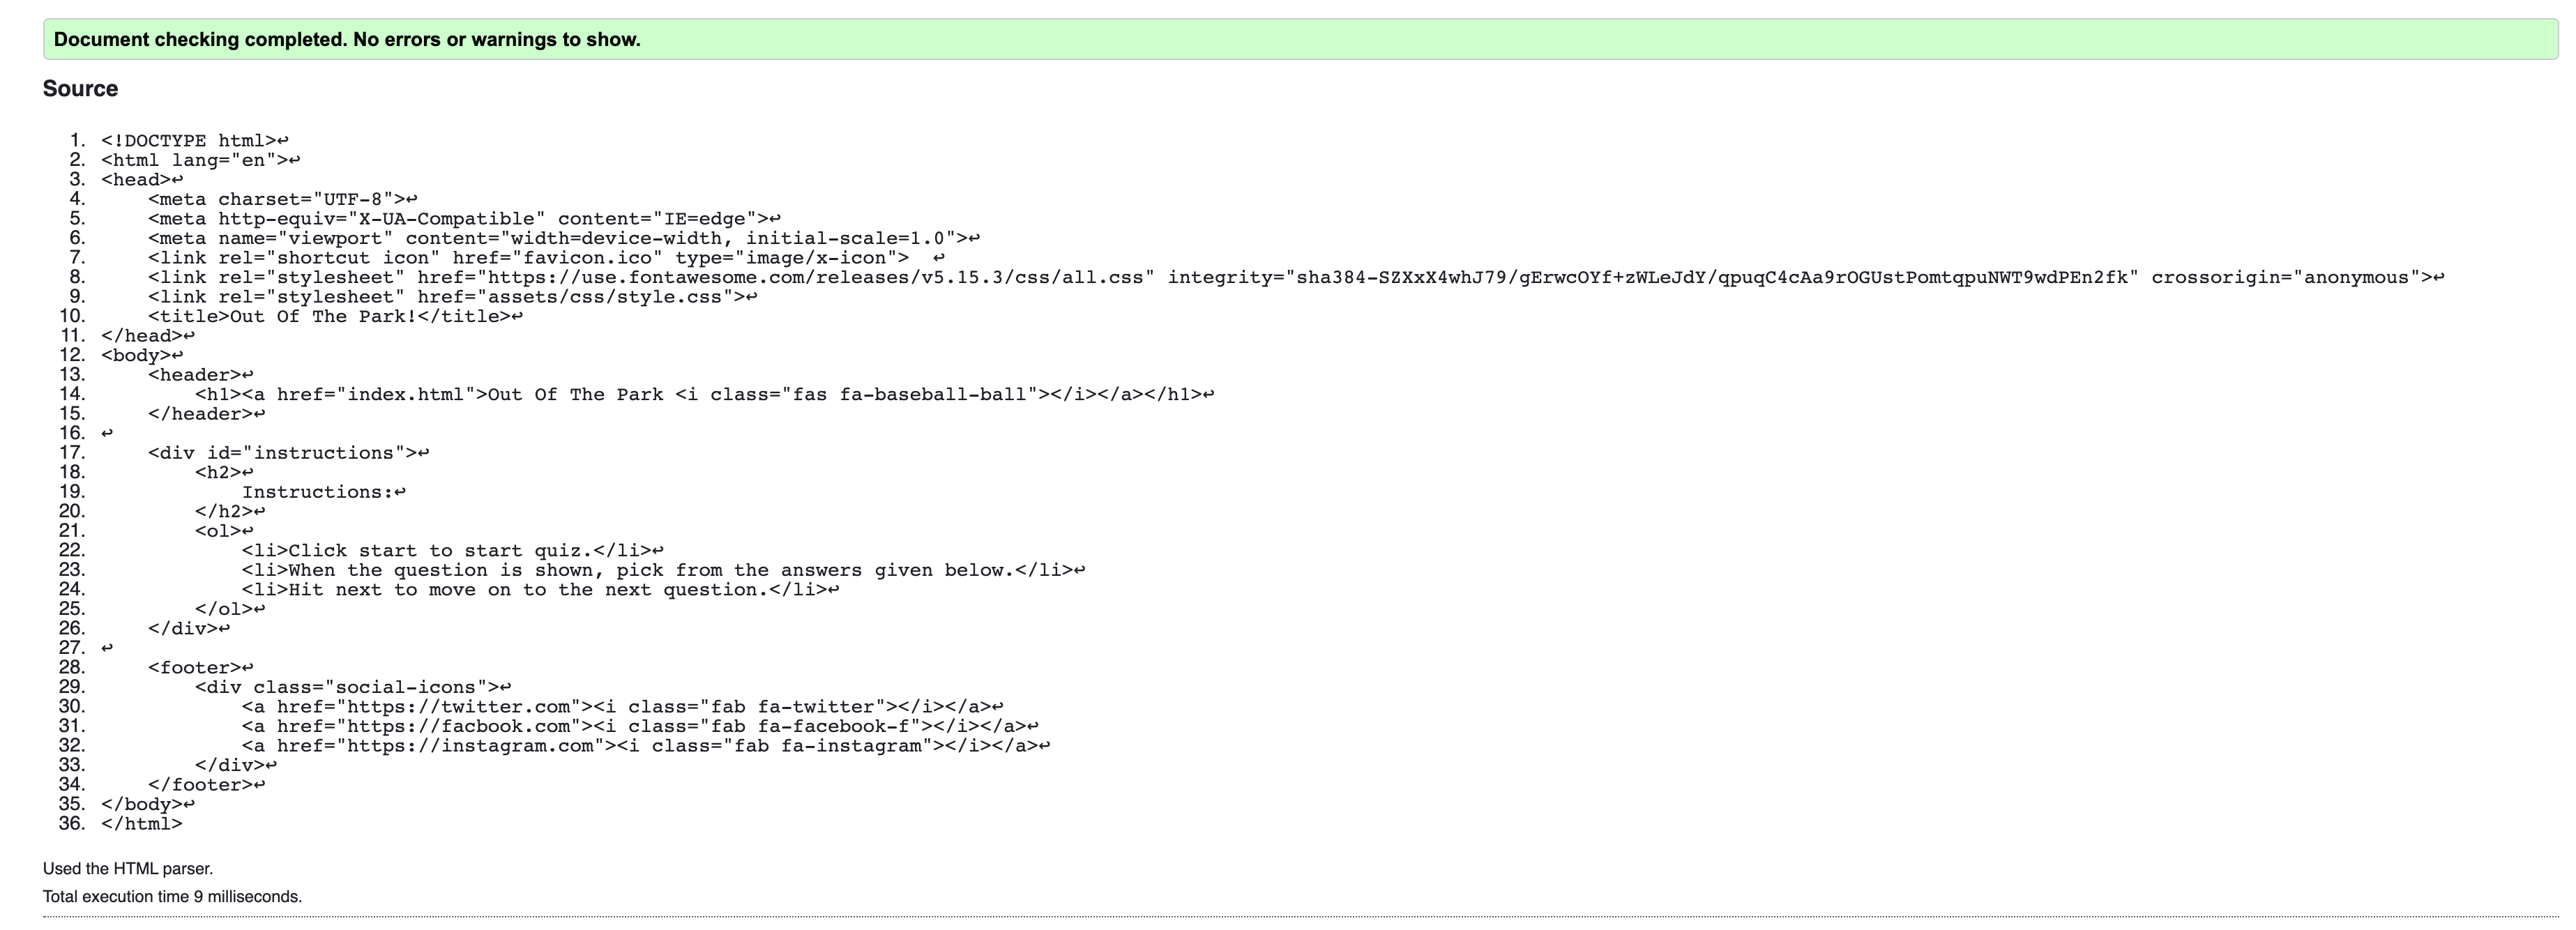 Document checking completed. No errors or warnings to show.
Source
1. <!DOCTYPE html>↩
2. <html lang="en">↩
3. <head>↩
4.     <meta charset="UTF-8">↩
5.     <meta http-equiv="X-UA-Compatible" content="IE=edge">↩
6.     <meta name="viewport" content="width=device-width, initial-scale=1.0">↩
7.     <link rel="shortcut icon" href="favicon.ico" type="image/x-icon">  ↩
8.     <link rel="stylesheet" href="https://use.fontawesome.com/releases/v5.15.3/css/all.css" integrity="sha384-SZXxX4whJ79/gErwcOYf+zWLeJdY/qpuqC4cAa9rOGUstPomtqpuNWT9wdPEn2fk" crossorigin="anonymous">↩
9.     <link rel="stylesheet" href="assets/css/style.css">↩
10.     <title>Out Of The Park!</title>↩
11. </head>↩
12. <body>↩
13.     <header>↩
14.         <h1><a href="index.html">Out Of The Park <i class="fas fa-baseball-ball"></i></a></h1>↩
15.     </header>↩
16. ↩
17.     <div id="instructions">↩
18.         <h2>↩
19.             Instructions:↩
20.         </h2>↩
21.         <ol>↩
22.             <li>Click start to start quiz.</li>↩
23.             <li>When the question is shown, pick from the answers given below.</li>↩
24.             <li>Hit next to move on to the next question.</li>↩
25.         </ol>↩
26.     </div>↩
27. ↩
28.     <footer>↩
29.         <div class="social-icons">↩
30.             <a href="https://twitter.com"><i class="fab fa-twitter"></i></a>↩
31.             <a href="https://facbook.com"><i class="fab fa-facebook-f"></i></a>↩
32.             <a href="https://instagram.com"><i class="fab fa-instagram"></i></a>↩
33.         </div>↩
34.     </footer>↩
35. </body>↩
36. </html>
Used the HTML parser.
Total execution time 9 milliseconds.